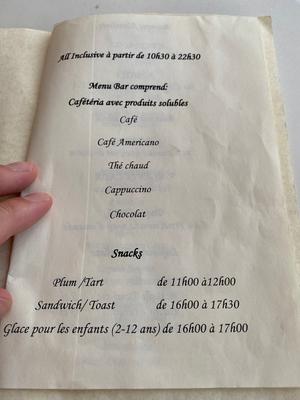 All Inclusive à partir de 10h30 à 22h30
Menu Bar comprend:
Cafétéria avec produits solubles
Café
Café Americano
Thé chaud
Cappuccino
Chocolat
Snacks
Plum /Tart de 11h00 à12h00
Sandwich/ Toast de 16h00 à 17h30
Glace pour les enfants (2-12 ans) de 16h00 à 17h00